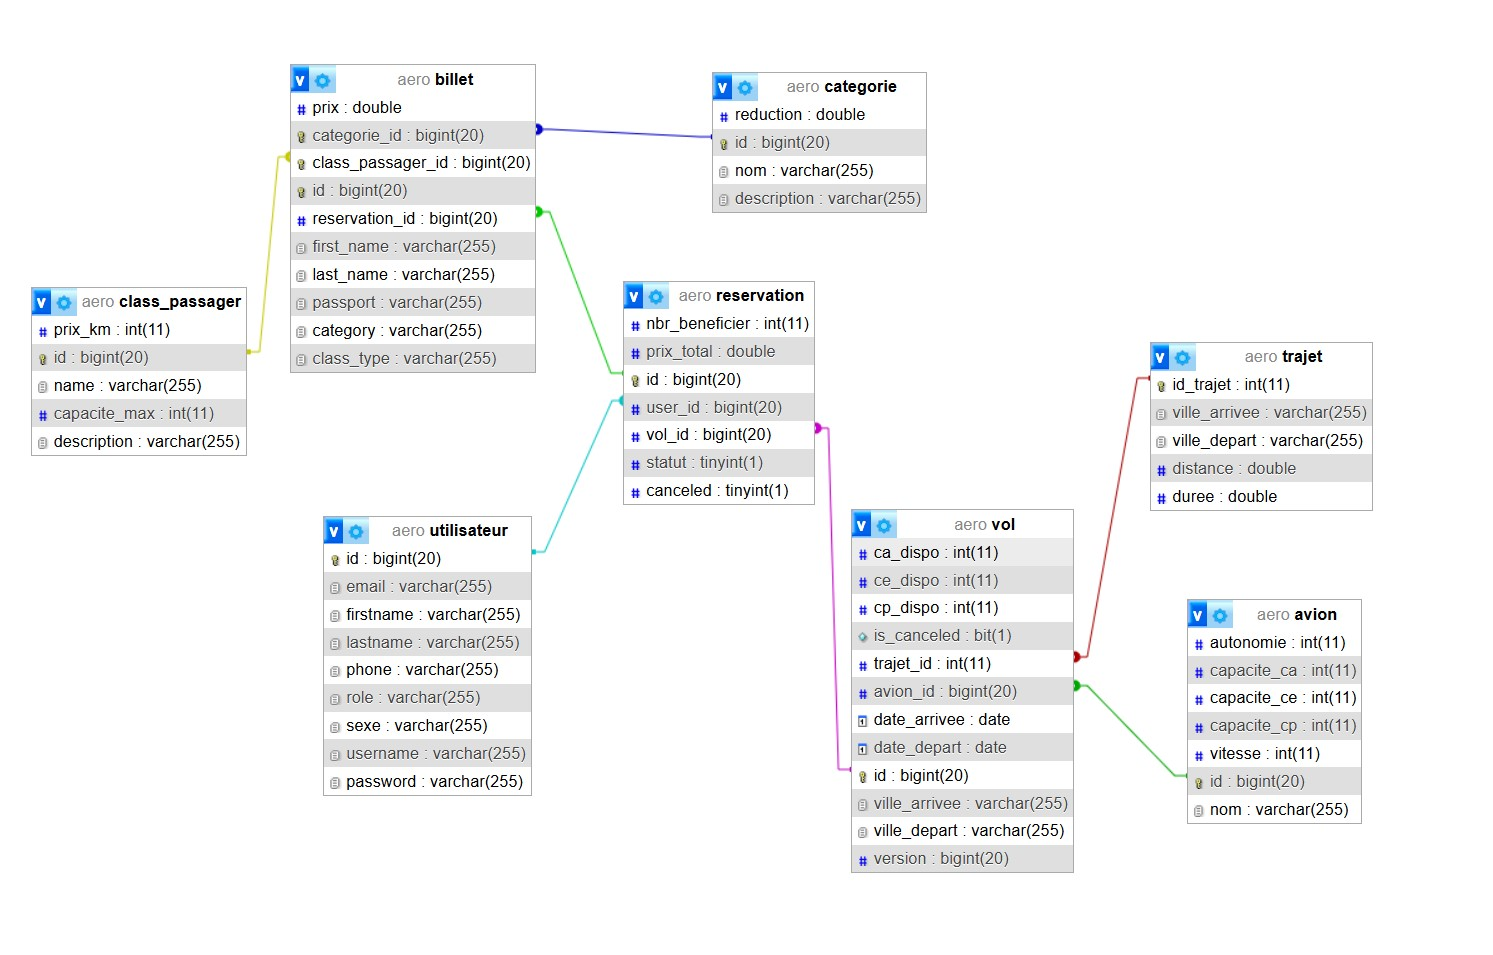 aero billet
prix : double
categorie_id : bigint(20)
class_passager_id : bigint(20)
id : bigint(20)
reservation_id : bigint(20)
first_name : varchar(255)
last_name : varchar(255)
passport : varchar(255)
category : varchar(255)
class_type : varchar(255)
aero categorie
reduction : double
id : bigint(20)
nom : varchar(255)
description : varchar(255)
aero class_passager
prix_km : int(11)
id : bigint(20)
name : varchar(255)
capacite_max : int(11)
description : varchar(255)
aero reservation
nbr_beneficier : int(11)
prix_total : double
id : bigint(20)
user_id : bigint(20)
vol_id : bigint(20)
statut : tinyint(1)
canceled : tinyint(1)
aero trajet
id_trajet : int(11)
ville_arrivee : varchar(255)
ville_depart : varchar(255)
distance : double
duree : double
aero utilisateur
id : bigint(20)
email : varchar(255)
firstname : varchar(255)
lastname : varchar(255)
phone : varchar(255)
role : varchar(255)
sexe : varchar(255)
username : varchar(255)
password : varchar(255)
aero vol
ca_dispo : int(11)
ce_dispo : int(11)
cp_dispo : int(11)
is_canceled : bit(1)
trajet_id : int(11)
avion_id : bigint(20)
date_arrivee : date
date_depart : date
id : bigint(20)
ville_arrivee : varchar(255)
ville_depart : varchar(255)
version : bigint(20)
aero avion
autonomie : int(11)
capacite_ca : int(11)
capacite_ce : int(11)
capacite_cp : int(11)
vitesse : int(11)
id : bigint(20)
nom : varchar(255)